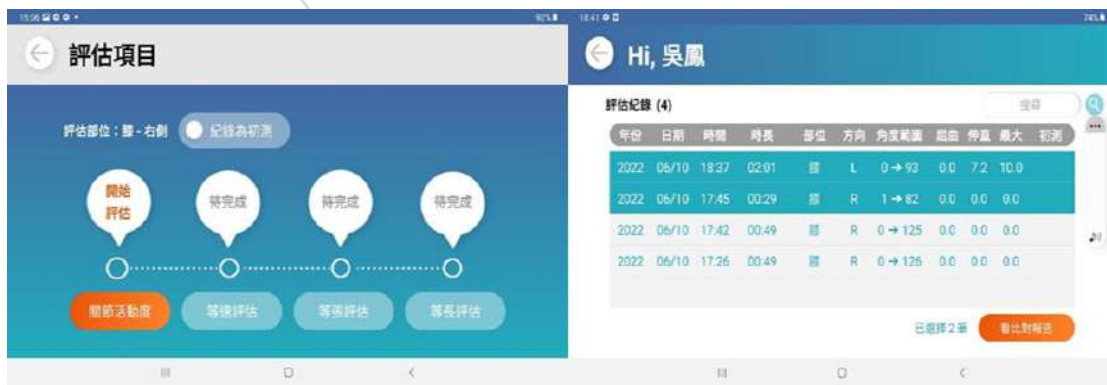 評估項目
評估部位：膝 - 右側
紀錄為初測
開始
評估
待完成
待完成
待完成
關節活動度
等速評估
等張評估
等長評估
18:41
Hi, 吳鳳
評估紀錄 (4)
搜尋
年份 日期 時間 時長 部位 方向 角度範圍 屈曲 伸直 最大 初測
2022 06/10 18:37 02:01 膝 L 0 → 93 0.0 7.2 10.0
2022 06/10 17:45 00:29 膝 R 1 → 82 0.0 0.0 0.0
2022 06/10 17:42 00:49 膝 R 0 → 125 0.0 0.0 0.0
2022 06/10 17:26 00:49 膝 R 0 → 126 0.0 0.0 0.0
已選擇 2 筆
看比對報告